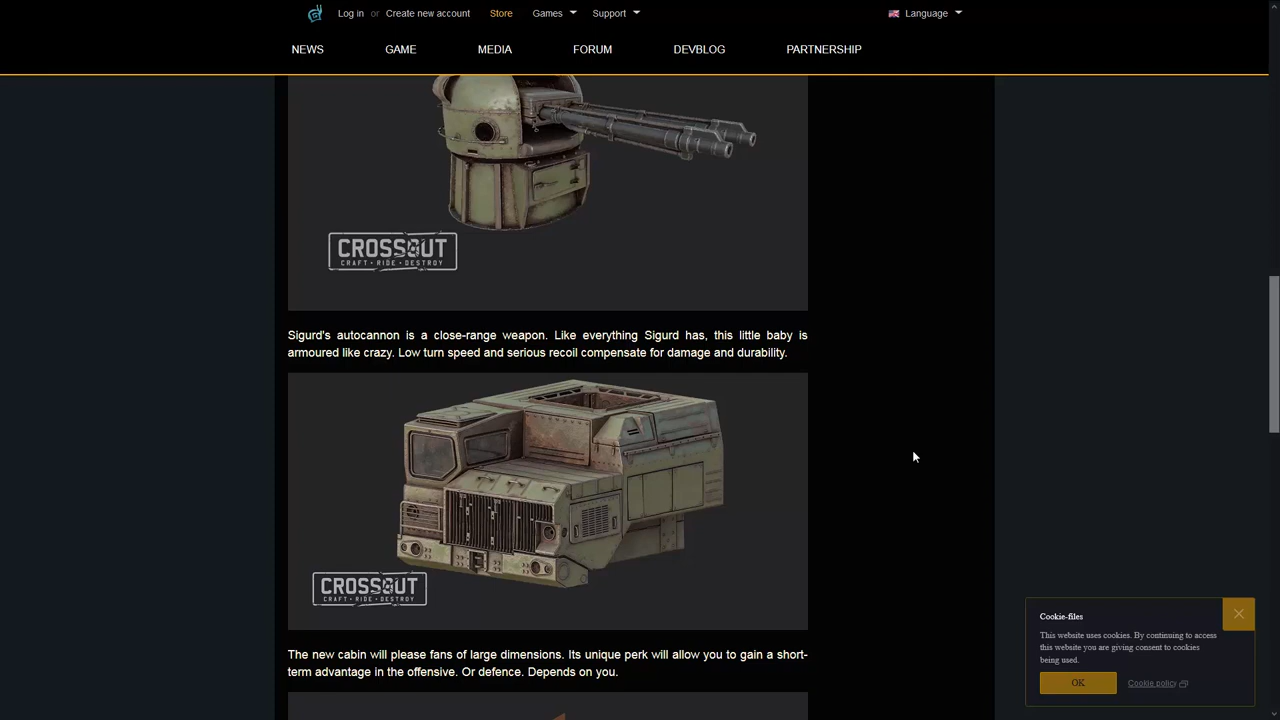 Log in or Create new account Store Games Support Language
NEWS GAME MEDIA FORUM DEVBLOG PARTNERSHIP
CROSSOUT
CRAFT • RIDE • DESTROY
Sigurd's autocannon is a close-range weapon. Like everything Sigurd has, this little baby is
armoured like crazy. Low turn speed and serious recoil compensate for damage and durability.
CROSSOUT
CRAFT • RIDE • DESTROY
The new cabin will please fans of large dimensions. Its unique perk will allow you to gain a short-
term advantage in the offensive. Or defence. Depends on you.
Cookie-files
This website uses cookies. By continuing to access
this website you are giving consent to cookies
being used.
OK Cookie policy